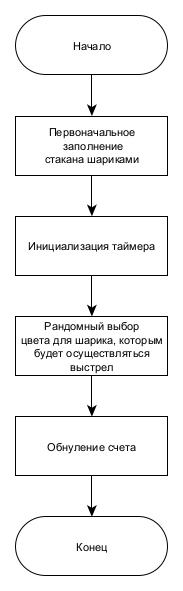 Начало
Первоначальное
заполнение
стакана шариками
Инициализация таймера
Рандомный выбор
цвета для шарика, которым
будет осуществляться
выстрел
Обнуление счета
Конец